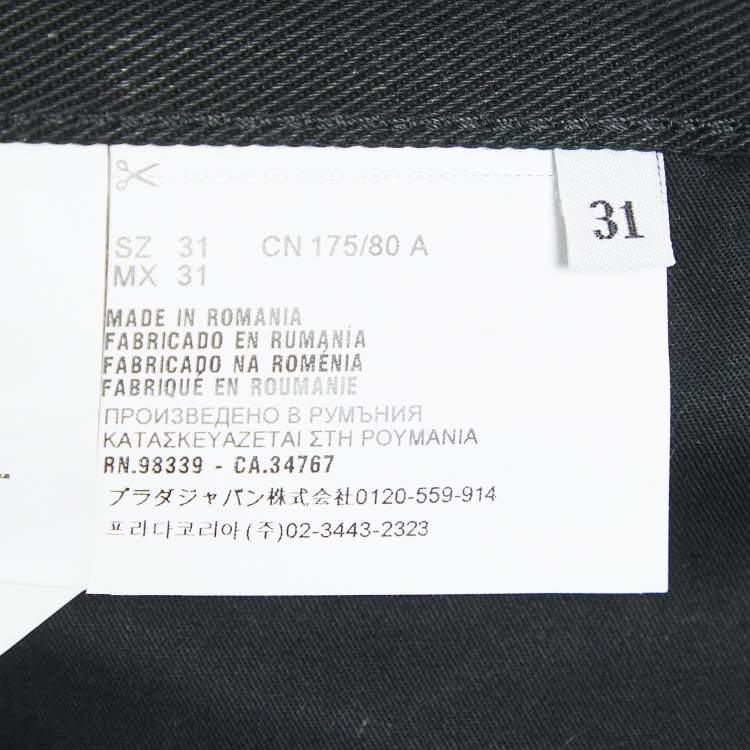 31
SZ 31 CN 175/80 A
MX 31
MADE IN ROMANIA
FABRICADO EN RUMANÍA
FABRICADO NA ROMÉNIA
FABRIQUÉ EN ROUMANIE
ПРОИЗВЕДЕНО В РУМЪНИЯ
ΚΑΤΑΣΚΕΥΑΖΕΤΑΙ ΣΤΗ ΡΟΥΜΑΝΙΑ
RN.98339 - CA.34767
プラダジャパン株式会社0120-559-914
프라다코리아(주)02-3443-2323